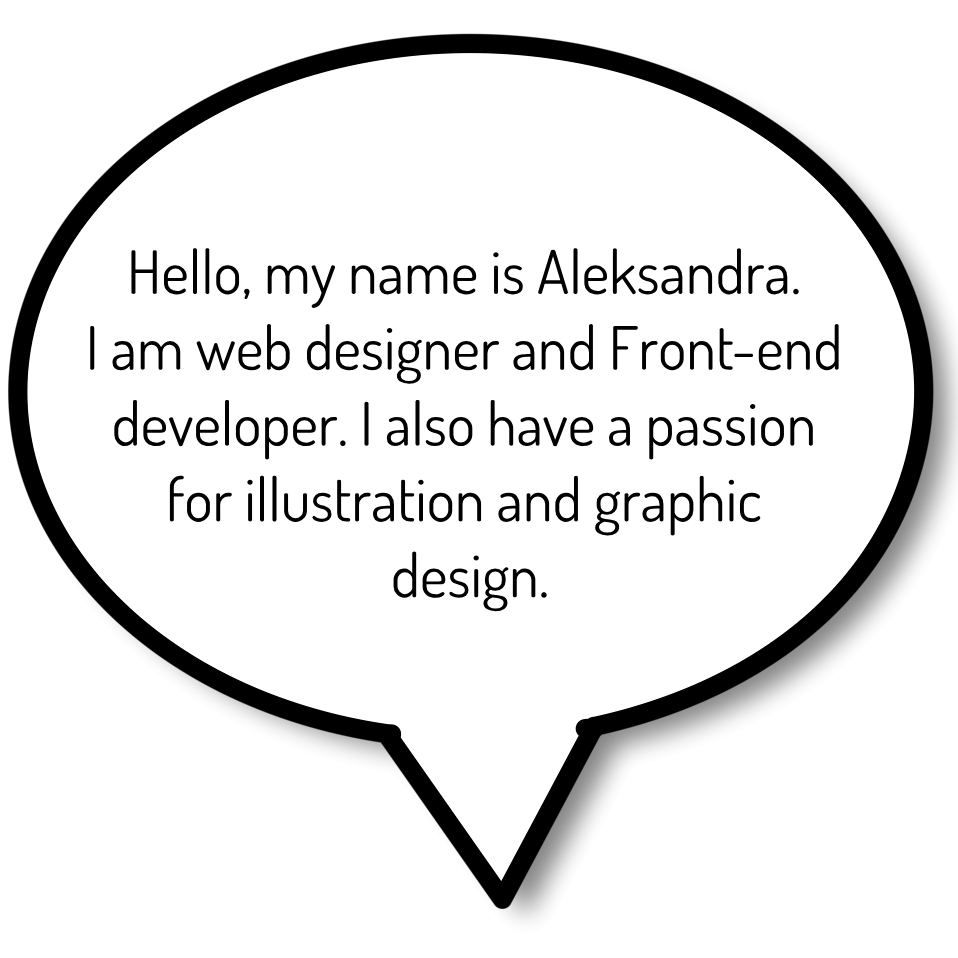 Hello, my name is Aleksandra.
I am web designer and Front-end
developer. I also have a passion
for illustration and graphic
design.